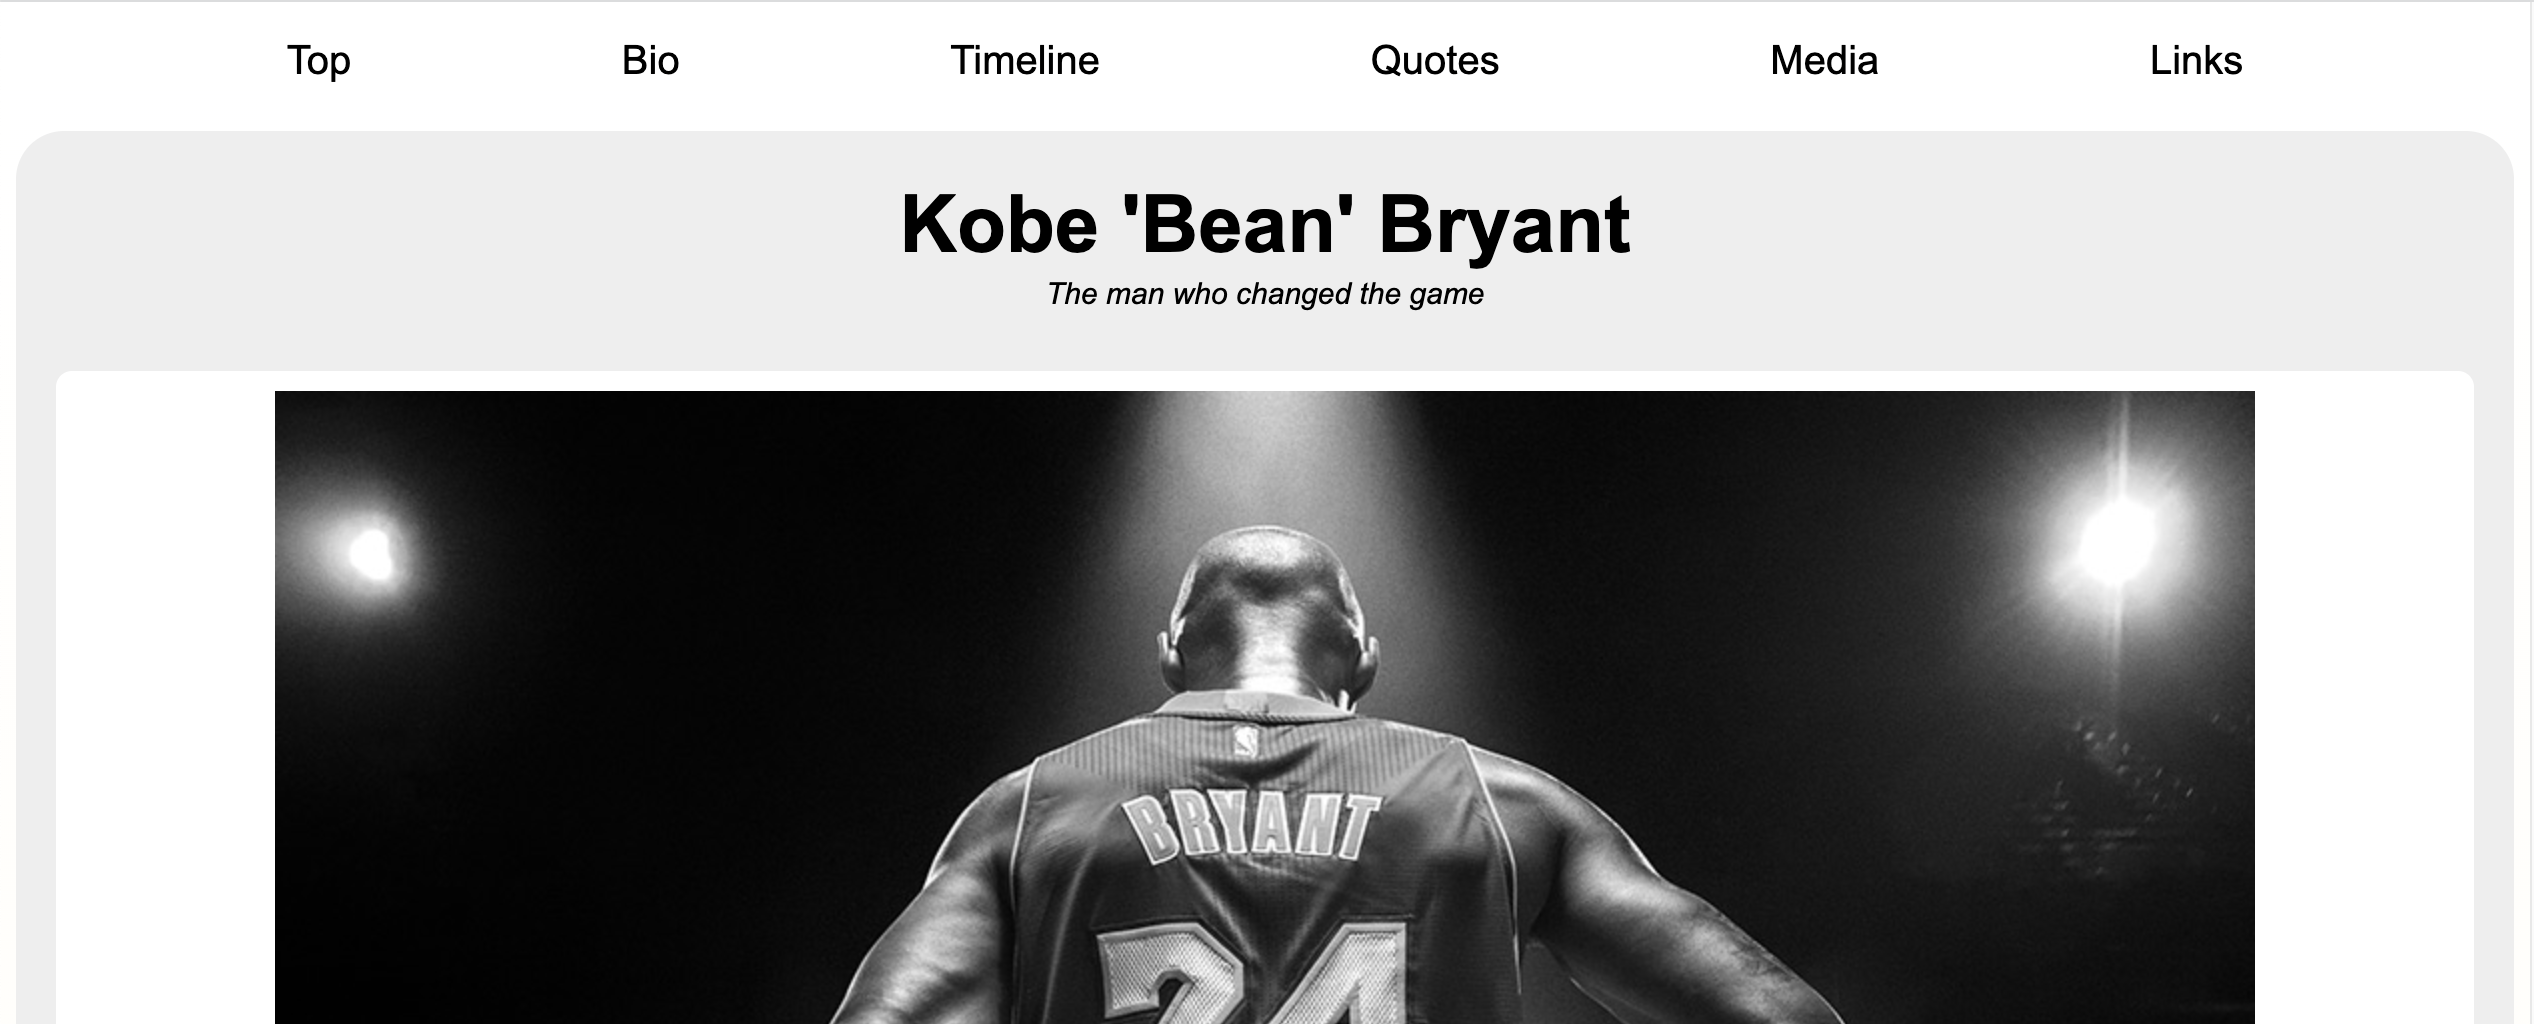 Top Bio Timeline Quotes Media Links
Kobe 'Bean' Bryant
The man who changed the game
BRYANT
24